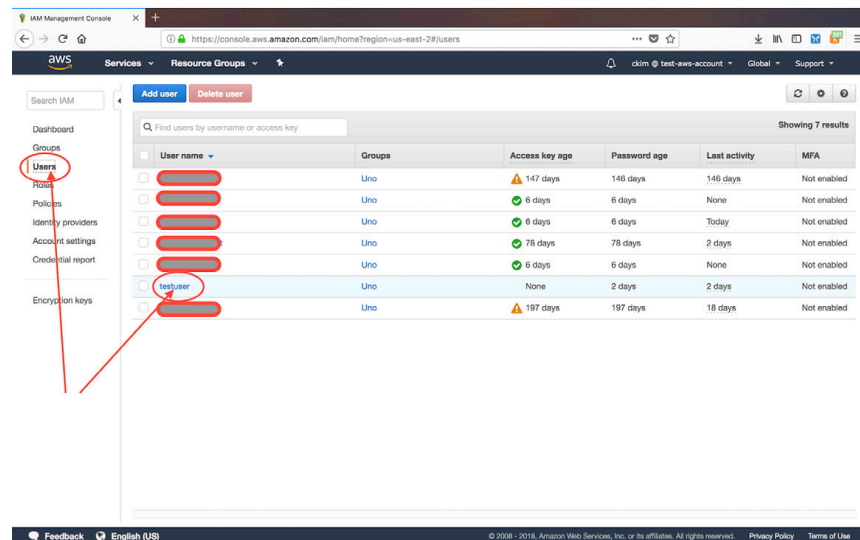 IAM Management Console
https://console.aws.amazon.com/iam/home?region=us-east-2#/users
201
aws Services Resource Groups ckim @ test-aws-account Global Support
Search IAM
Dashboard
Groups
Users
Roles
Policies
Identity providers
Account settings
Credential report
Encryption keys
Add user Delete user
Find users by username or access key Showing 7 results
User name Groups Access key age Password age Last activity MFA
Uno 147 days 146 days 146 days Not enabled
Uno 6 days 6 days None Not enabled
Uno 6 days 6 days Today Not enabled
Uno 78 days 78 days 2 days Not enabled
Uno 6 days 6 days None Not enabled
testuser Uno None 2 days 2 days Not enabled
Uno 197 days 197 days 18 days Not enabled
Feedback English (US) © 2008 - 2018, Amazon Web Services, Inc. or its affiliates. All rights reserved. Privacy Policy Terms of Use